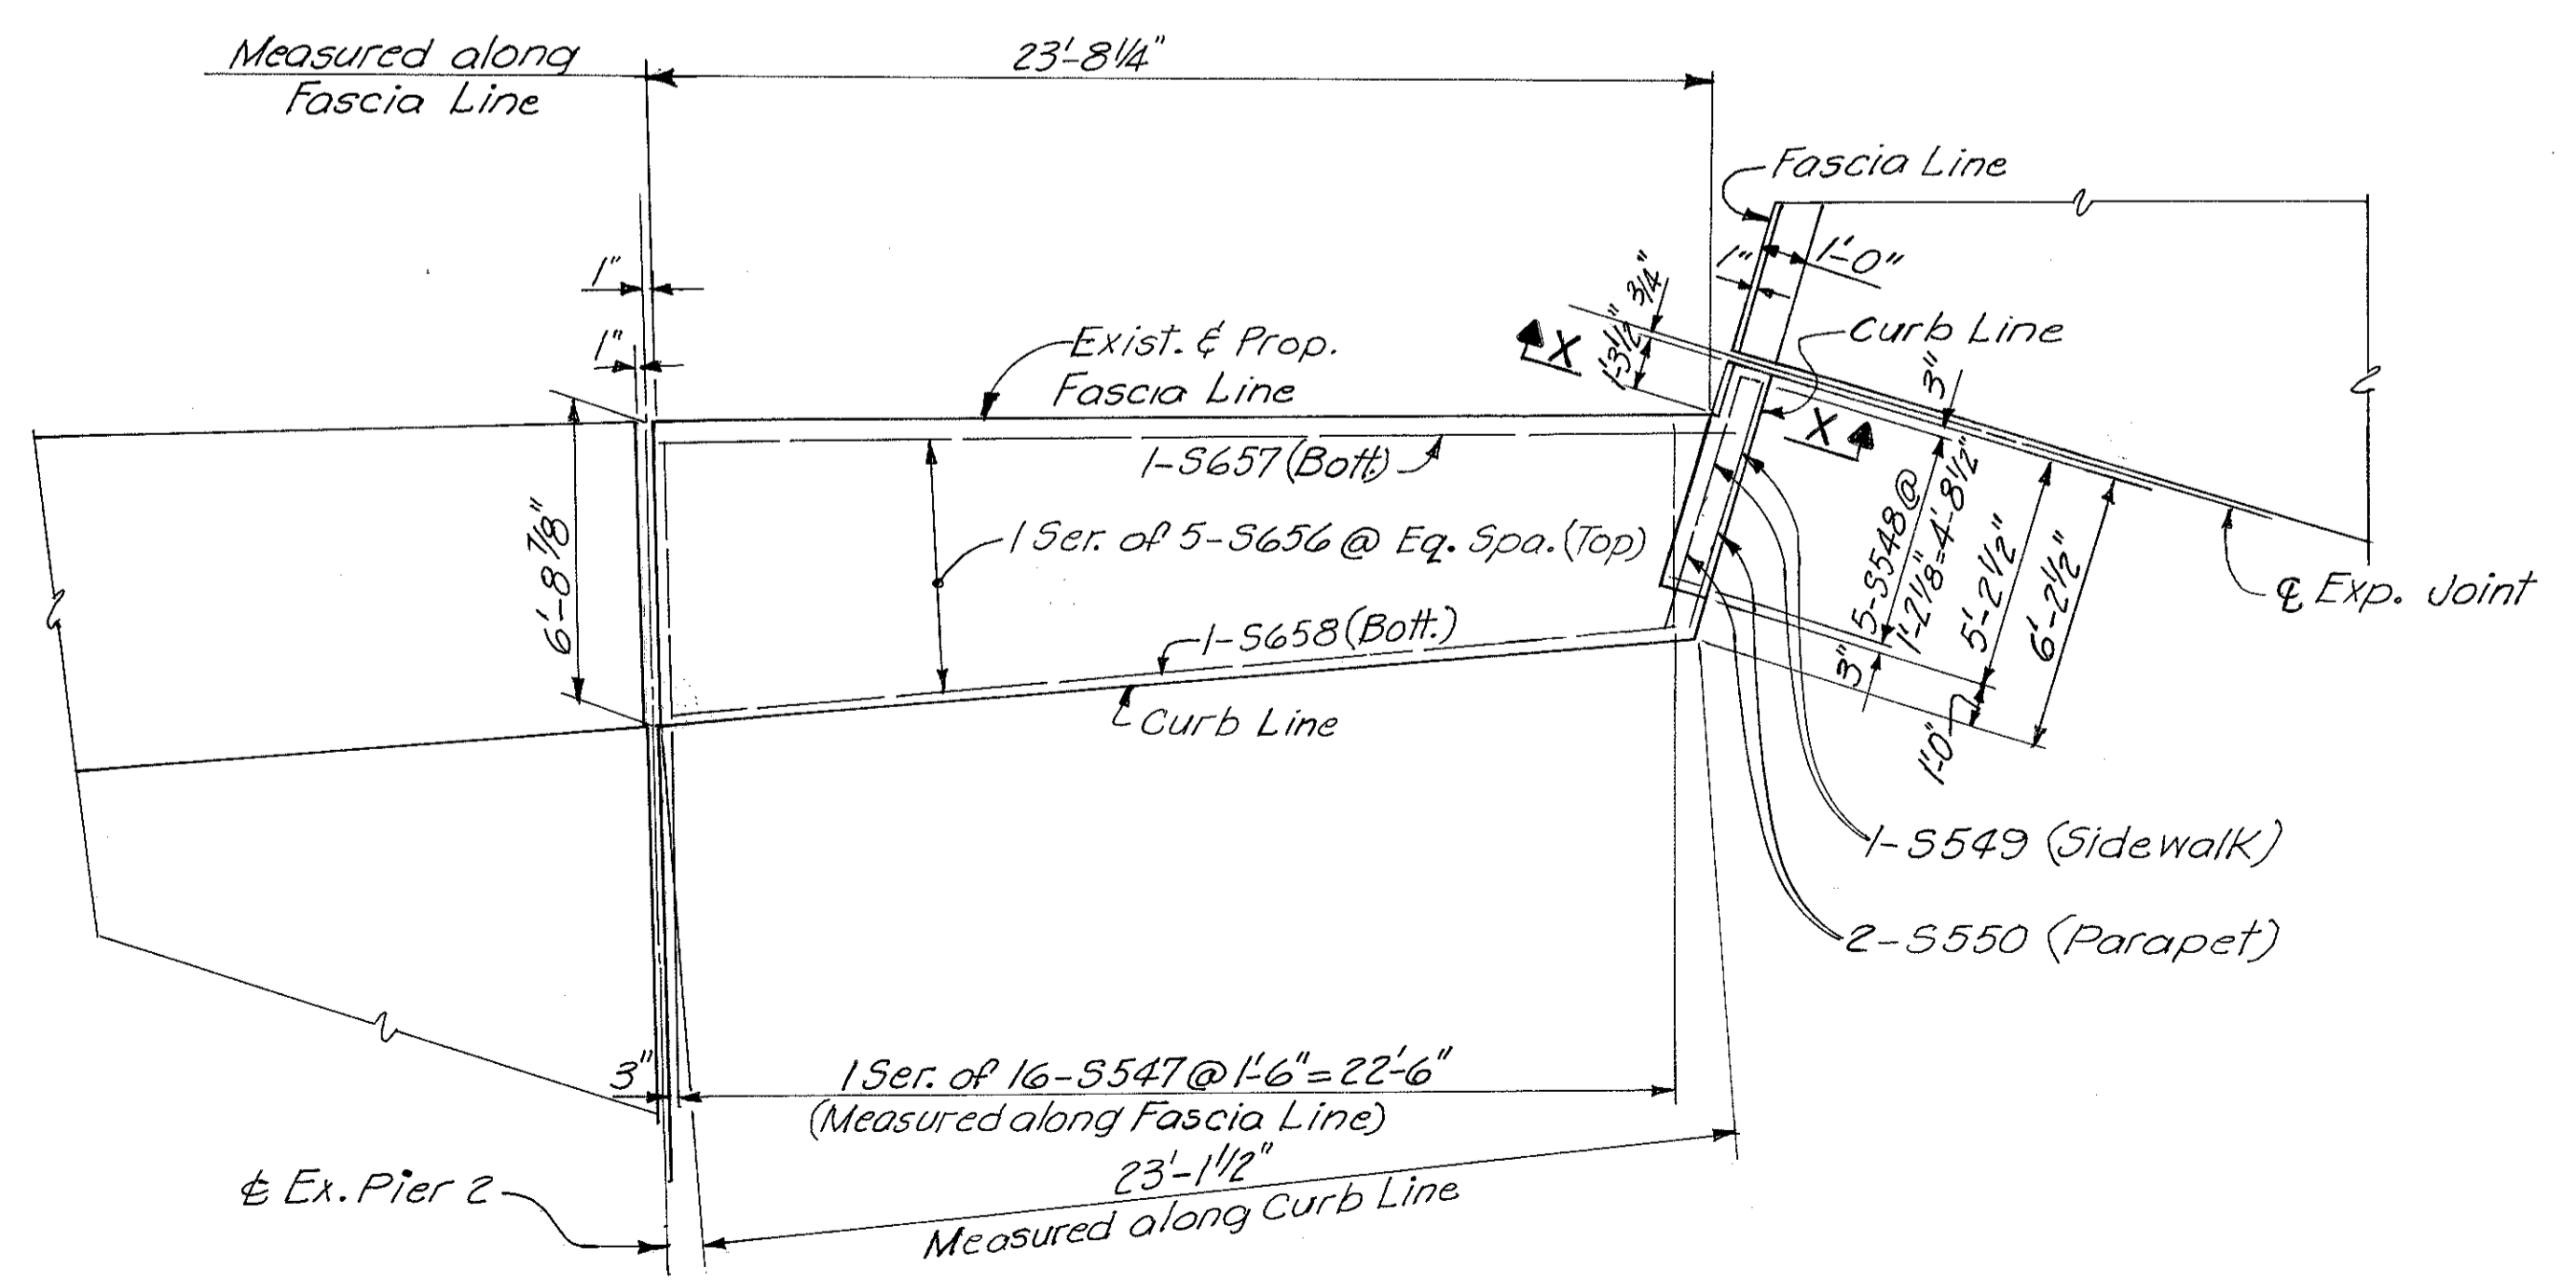 Measured along
Fascia Line
23'-8 1/4"
Fascia Line
1"
1'-0"
1"
1"
3/4"
1'-3 1/2"
X
Exist. & Prop.
Fascia Line
Curb Line
3"
X
1-S657 (Bott.)
6'-8 7/8"
1 Ser. of 5-S656 @ Eq. Spa. (Top)
5-S548 @
1'-2 1/8"=4'-8 1/2"
5'-2 1/2"
6'-2 1/2"
℄ Exp. Joint
1-S658 (Bott.)
3"
1'-0"
Curb Line
1-S549 (Sidewalk)
2-S550 (Parapet)
3"
1 Ser. of 16-S547 @ 1'-6"=22'-6"
(Measured along Fascia Line)
23'-1 1/2"
Measured along Curb Line
℄ Ex. Pier 2